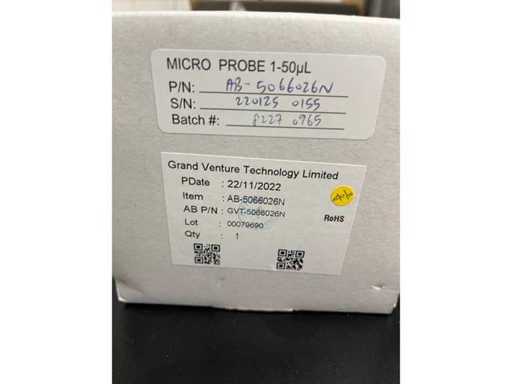 MICRO PROBE 1-50µL
P/N: AB-5066026N
S/N: 220125 0155
Batch #: 8227 0965
Grand Venture Technology Limited
PDate : 22/11/2022
Item : AB-5066026N
AB P/N : GVT-5066026N
RoHS
Lot : 00079690
Qty : 1